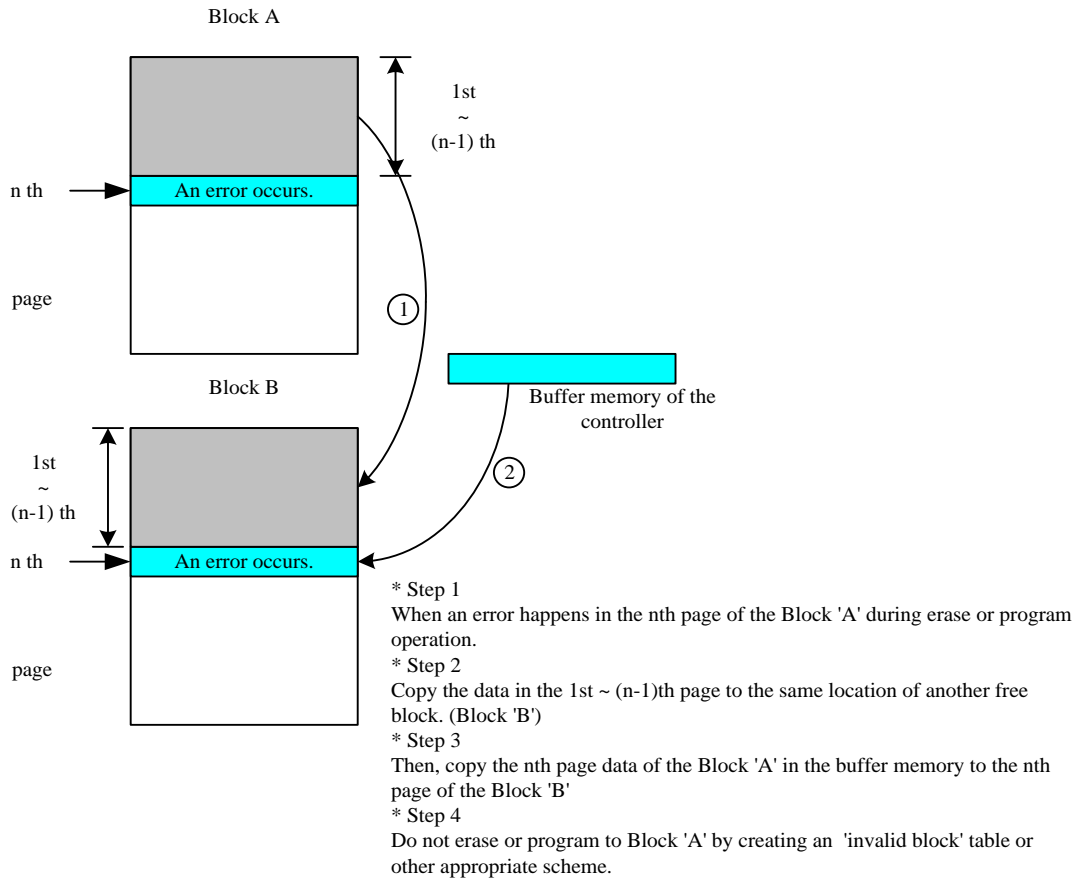 Block A
1st
~
(n-1) th
n th
An error occurs.
page
1
Block B
Buffer memory of the
controller
1st
~
(n-1) th
2
n th
An error occurs.
page
* Step 1
When an error happens in the nth page of the Block 'A' during erase or program
operation.
* Step 2
Copy the data in the 1st ~ (n-1)th page to the same location of another free
block. (Block 'B')
* Step 3
Then, copy the nth page data of the Block 'A' in the buffer memory to the nth
page of the Block 'B'
* Step 4
Do not erase or program to Block 'A' by creating an 'invalid block' table or
other appropriate scheme.